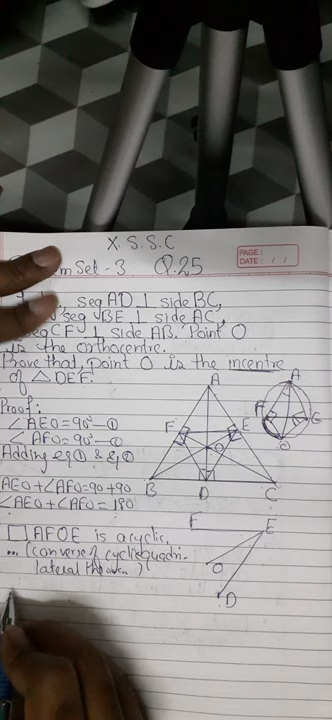 X. S. S. C
m Set - 3 Q.25
PAGE:
DATE: / /
seg AD ⊥ side BC,
seg BE ⊥ side AC,
seg CF ⊥ side AB. Point O
is the orthocentre.
Prove that, point O is the incentre
of △DEF.
Proof:
∠AEO = 90° — ①
∠AFO = 90° — ②
Adding eq ① & eq ②
∠AEO + ∠AFO = 90 + 90
∠AEO + ∠AFO = 180
□ AFOE is a cyclic.
... (converse of cyclic quadri-
lateral )
A
F
E
O
B
D
C
A
F
E
O
F
E
O
D